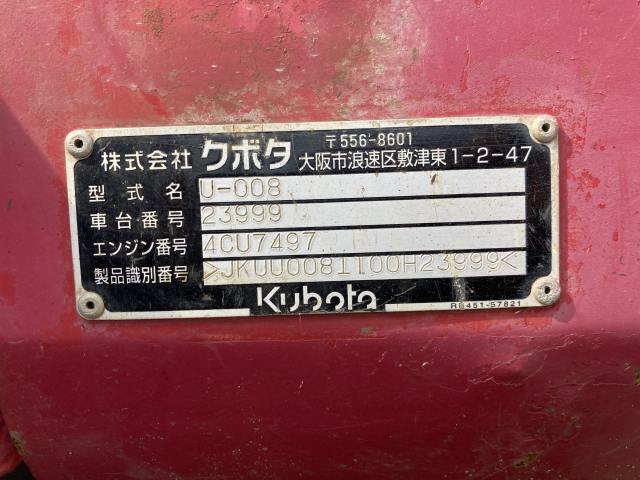 〒556-8601
株式会社 クボタ 大阪市浪速区敷津東1-2-47
型式名 U-008
車台番号 23999
エンジン番号 4CU7497
製品識別番号 >JKUU0081TT00H23999<
Kubota
RB451-57821